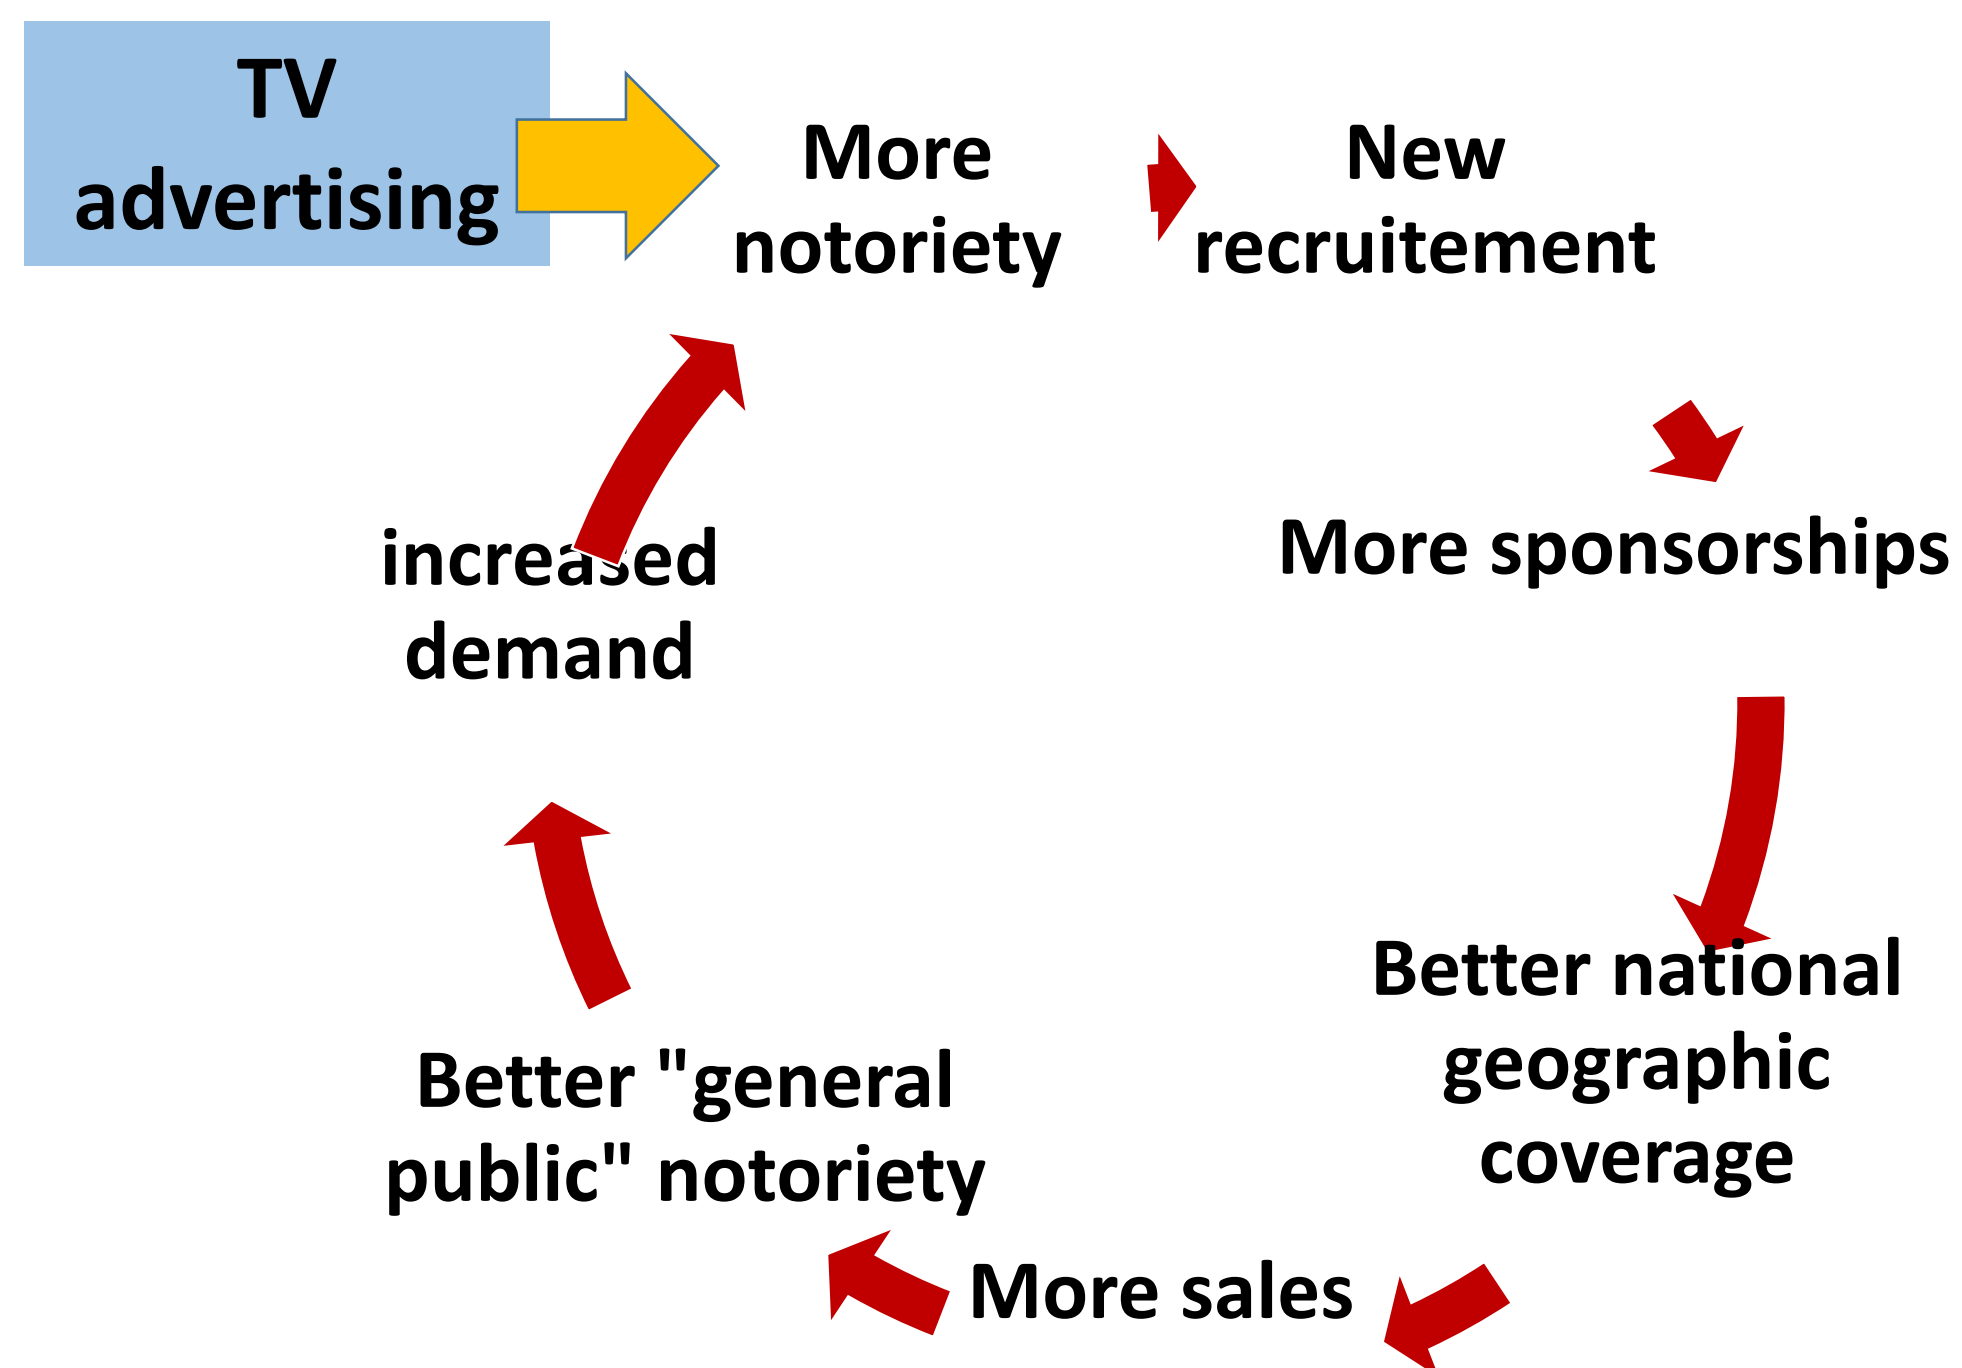 TV
advertising
More
notoriety
New
recruitement
More sponsorships
Better national
geographic
coverage
More sales
Better "general
public" notoriety
increased
demand